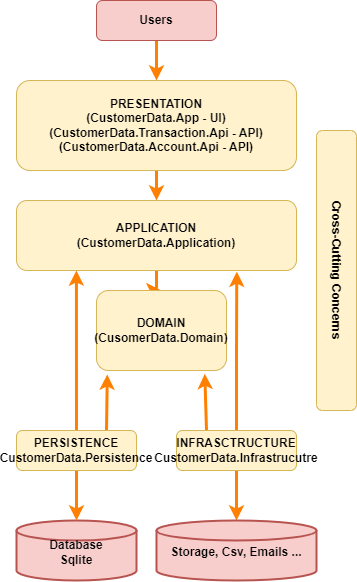 Users
PRESENTATION
(CustomerData.App - UI)
(CustomerData.Transaction.Api - API)
(CustomerData.Account.Api - API)
APPLICATION
(CustomerData.Application)
Cross-Cutting Concerns
DOMAIN
(CusomerData.Domain)
PERSISTENCE
CustomerData.Persistence
INFRASCTRUCTURE
CustomerData.Infrastrucutre
Database
Sqlite
Storage, Csv, Emails ...